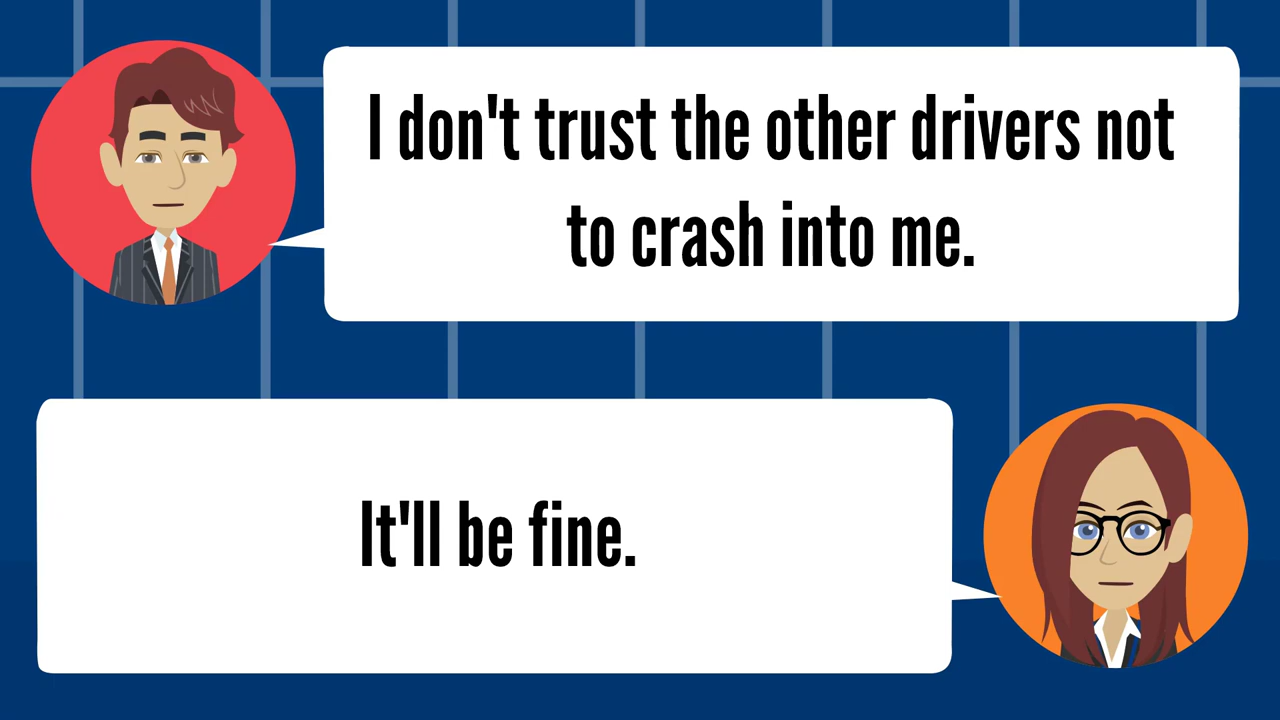 I don't trust the other drivers not
to crash into me.
It'll be fine.